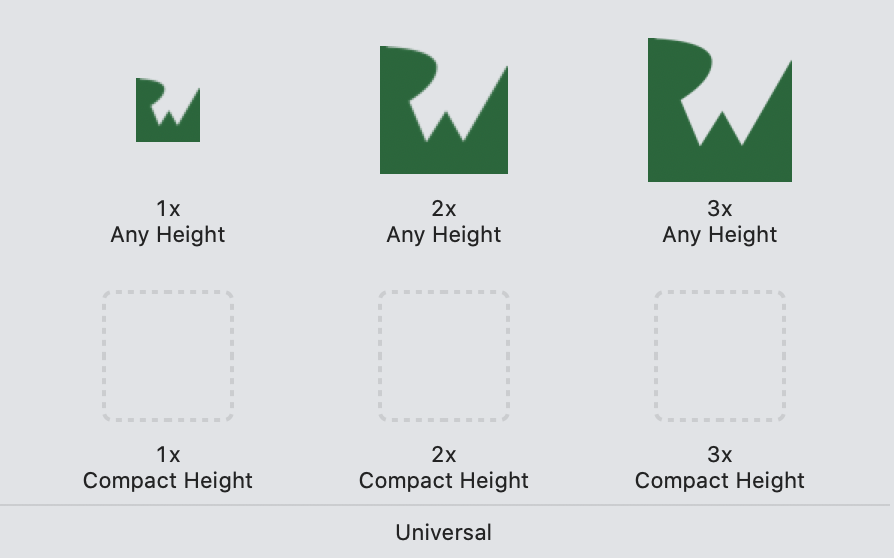 1x
Any Height
2x
Any Height
3x
Any Height
1x
Compact Height
2x
Compact Height
3x
Compact Height
Universal